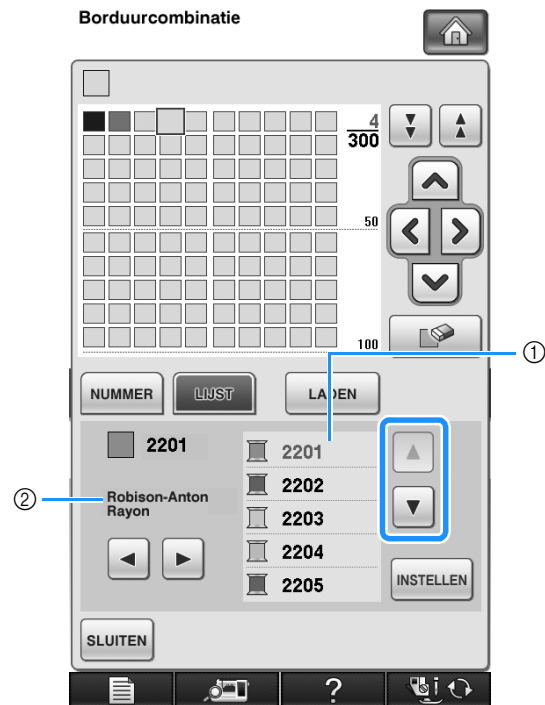 Borduurcombinatie
4
300
50
100
①
NUMMER LIJST LADEN
2201
②
Robison-Anton
Rayon
2201
2202
2203
2204
2205
INSTELLEN
SLUITEN
?
i